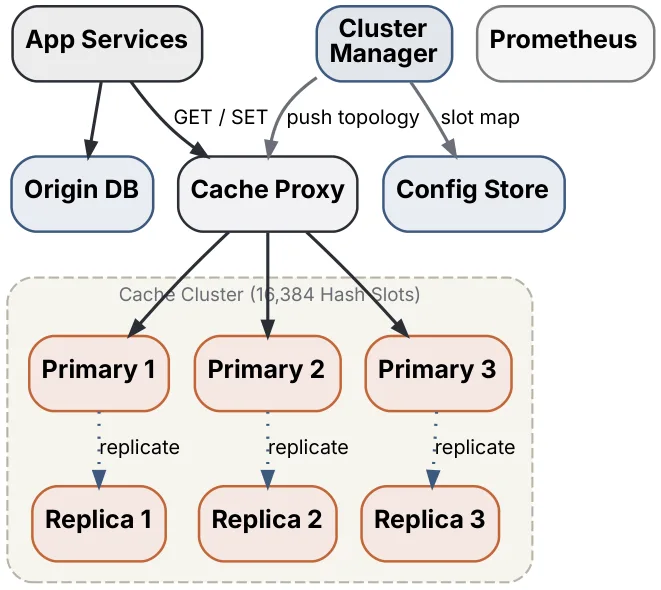 App Services
Cluster
Manager
Prometheus
GET / SET
push topology
slot map
Origin DB
Cache Proxy
Config Store
Cache Cluster (16,384 Hash Slots)
Primary 1
Primary 2
Primary 3
replicate
replicate
replicate
Replica 1
Replica 2
Replica 3